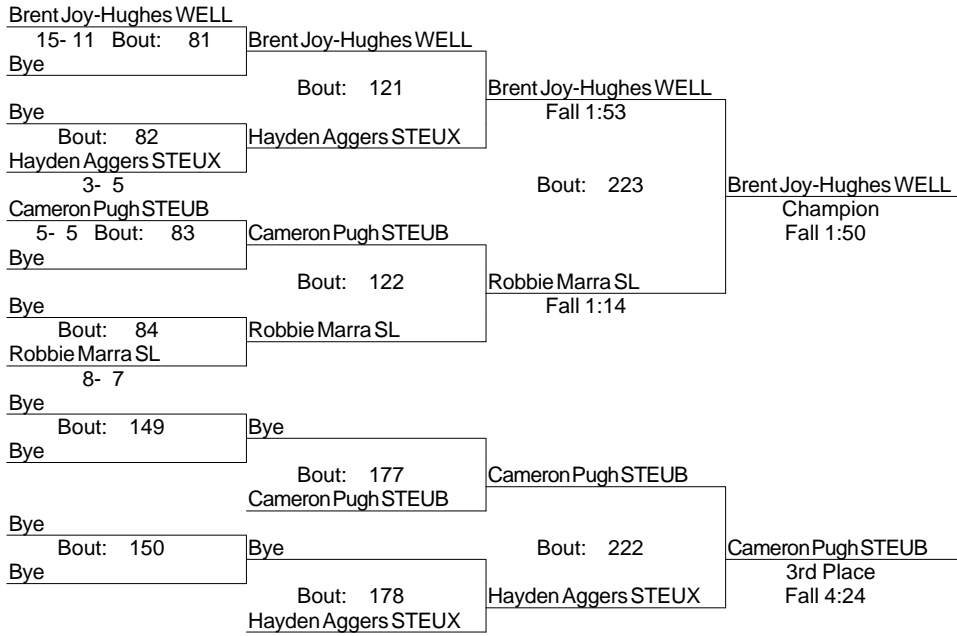 Brent Joy-Hughes WELL
15- 11 Bout: 81 Brent Joy-Hughes WELL
Bye
Bout: 121 Brent Joy-Hughes WELL
Bye Fall 1:53
Bout: 82 Hayden Aggers STEUX
Hayden Aggers STEUX
3- 5 Bout: 223 Brent Joy-Hughes WELL
Cameron Pugh STEUB Champion
5- 5 Bout: 83 Cameron Pugh STEUB Fall 1:50
Bye
Bout: 122 Robbie Marra SL
Bye Fall 1:14
Bout: 84 Robbie Marra SL
Robbie Marra SL
8- 7
Bye
Bout: 149 Bye
Bye
Bout: 177 Cameron Pugh STEUB
Cameron Pugh STEUB
Bye
Bout: 150 Bye Bout: 222 Cameron Pugh STEUB
Bye 3rd Place
Bout: 178 Hayden Aggers STEUX Fall 4:24
Hayden Aggers STEUX